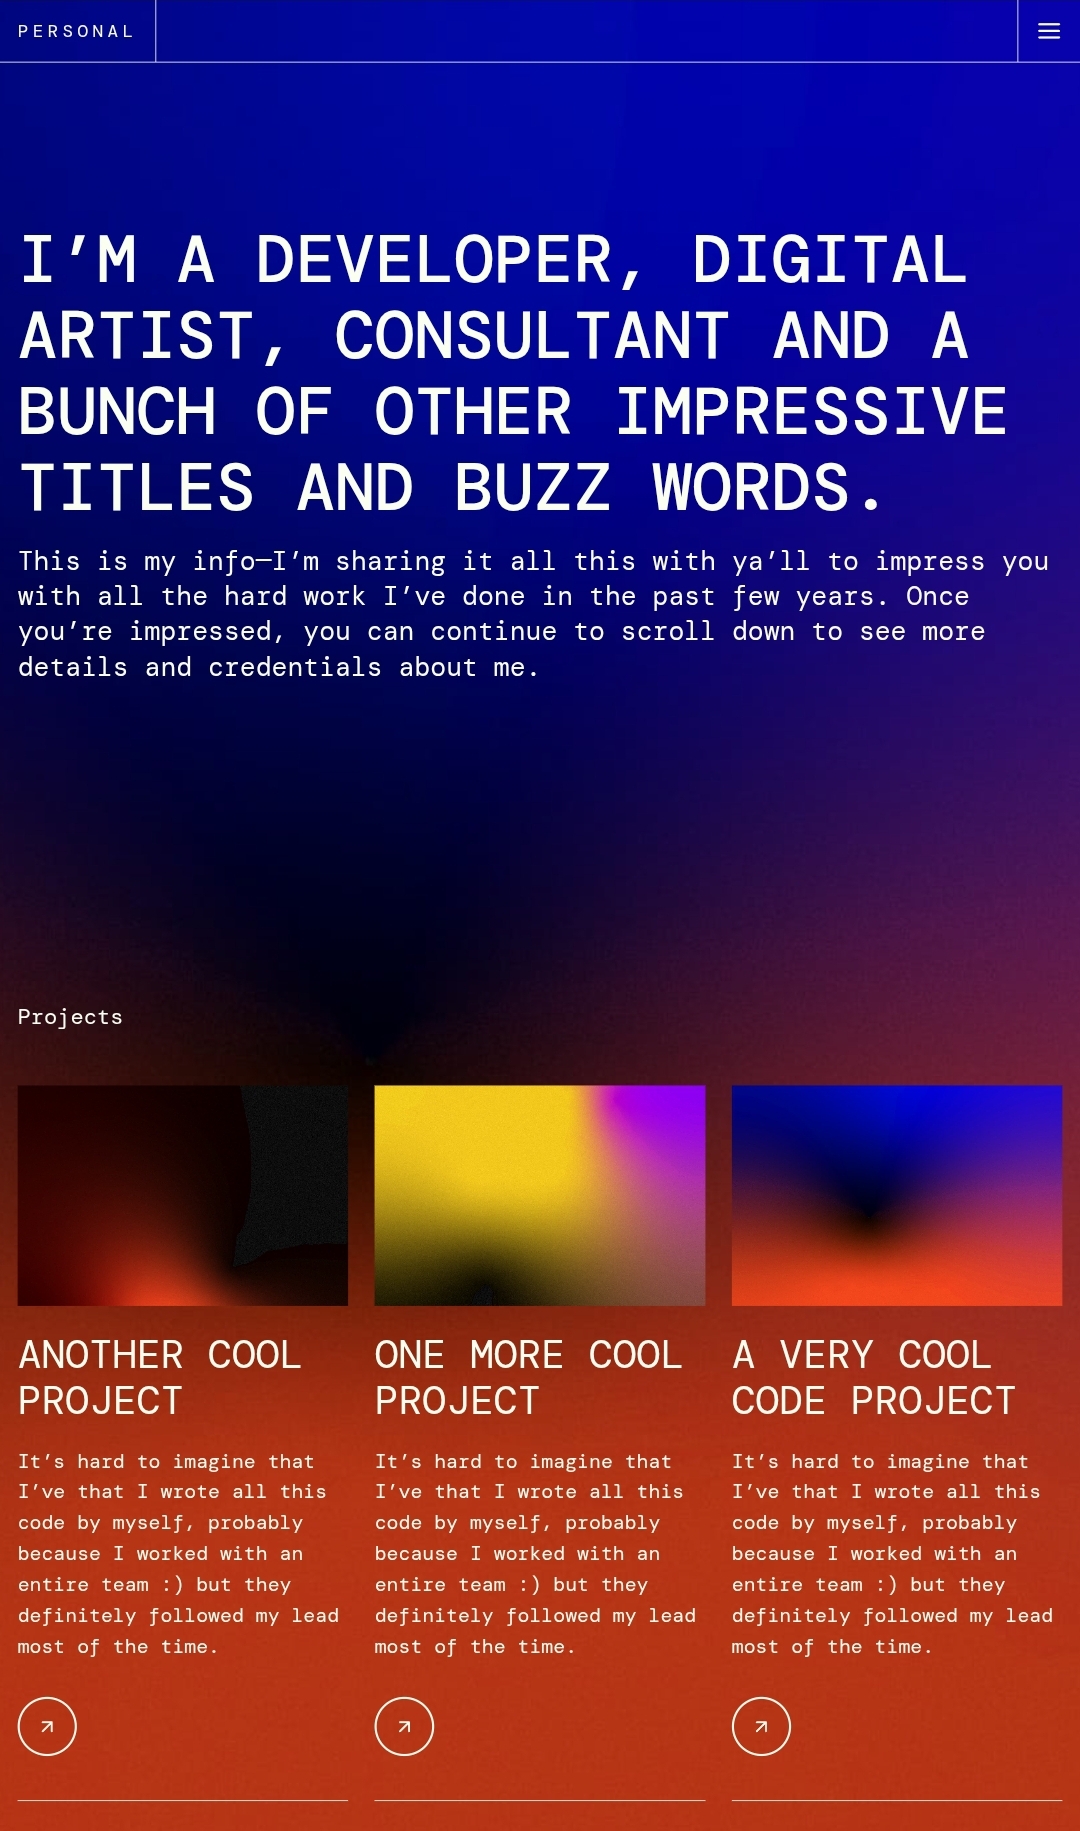 PERSONAL
I’M A DEVELOPER, DIGITAL
ARTIST, CONSULTANT AND A
BUNCH OF OTHER IMPRESSIVE
TITLES AND BUZZ WORDS.
This is my info—I’m sharing it all this with ya’ll to impress you
with all the hard work I’ve done in the past few years. Once
you’re impressed, you can continue to scroll down to see more
details and credentials about me.
Projects
ANOTHER COOL
PROJECT
It’s hard to imagine that
I’ve that I wrote all this
code by myself, probably
because I worked with an
entire team :) but they
definitely followed my lead
most of the time.
ONE MORE COOL
PROJECT
It’s hard to imagine that
I’ve that I wrote all this
code by myself, probably
because I worked with an
entire team :) but they
definitely followed my lead
most of the time.
A VERY COOL
CODE PROJECT
It’s hard to imagine that
I’ve that I wrote all this
code by myself, probably
because I worked with an
entire team :) but they
definitely followed my lead
most of the time.